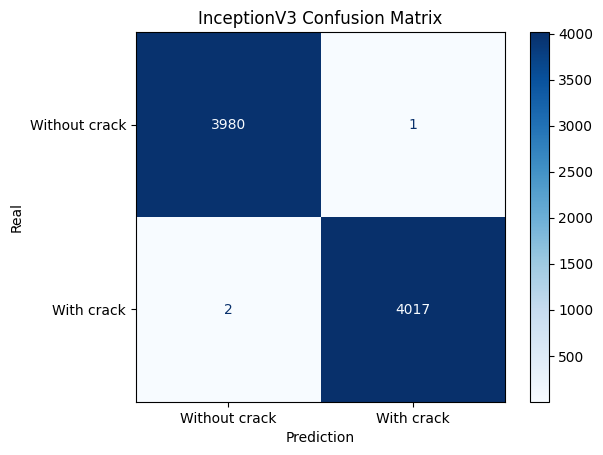 InceptionV3 Confusion Matrix
Real
Without crack
3980
1
With crack
2
4017
Without crack
With crack
Prediction
4000
3500
3000
2500
2000
1500
1000
500